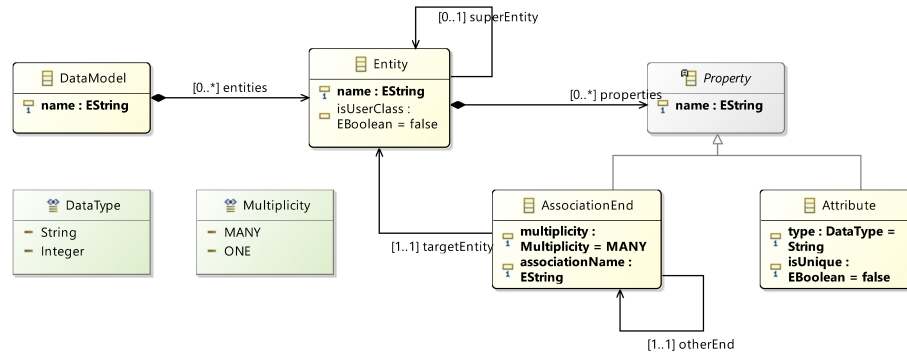 [0..1] superEntity
DataModel
name : EString
[0..*] entities
Entity
name : EString
isUserClass :
EBoolean = false
[0..*] properties
Property
name : EString
DataType
String
Integer
Multiplicity
MANY
ONE
[1..1] targetEntity
AssociationEnd
multiplicity :
Multiplicity = MANY
associationName :
EString
Attribute
type : DataType =
String
isUnique :
EBoolean = false
[1..1] otherEnd